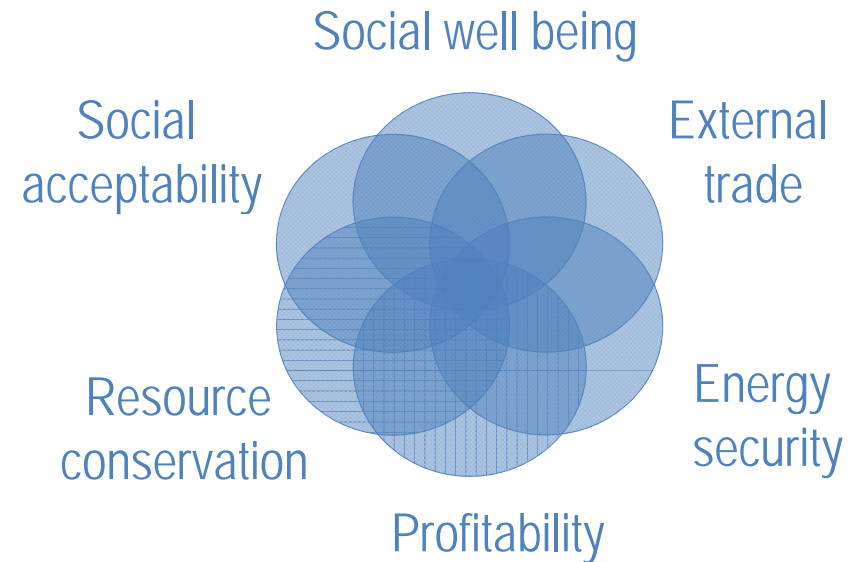 Social well being
Social
acceptability
External
trade
Resource
conservation
Energy
security
Profitability